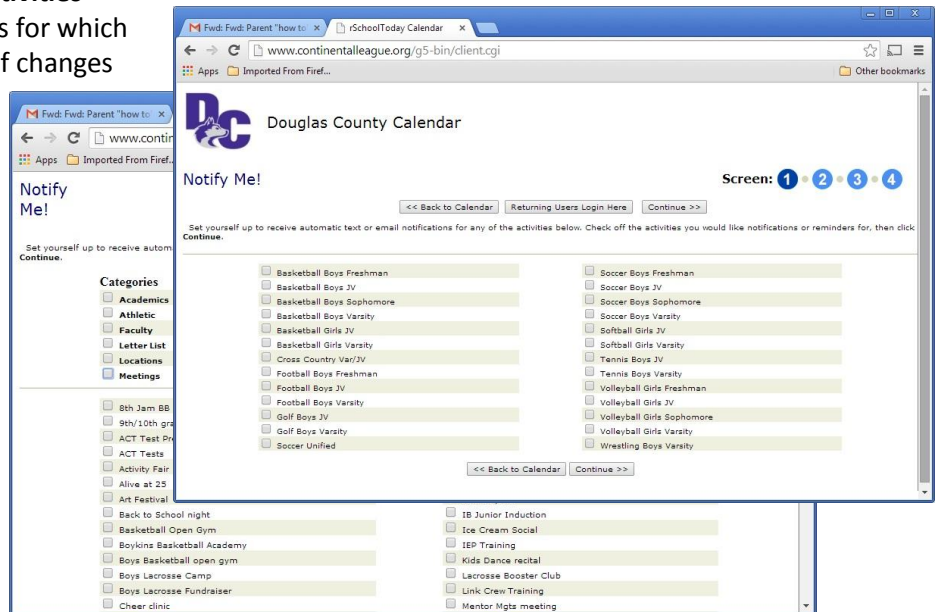 tivities
s for which
f changes
Fwd: Fwd: Parent "how to
rSchoolToday Calendar
www.continentalleague.org/g5-bin/client.cgi
Apps
Imported From Firef...
Other bookmarks
DC
Douglas County Calendar
Notify Me!
Screen: 1 2 3 4
<< Back to Calendar
Returning Users Login Here
Continue >>
Set yourself up to receive automatic text or email notifications for any of the activities below. Check off the activities you would like notifications or reminders for, then click
Continue.
Basketball Boys Freshman
Basketball Boys JV
Basketball Boys Sophomore
Basketball Boys Varsity
Basketball Girls JV
Basketball Girls Varsity
Cross Country Var/JV
Football Boys Freshman
Football Boys JV
Football Boys Varsity
Golf Boys JV
Golf Boys Varsity
Soccer Unified
Soccer Boys Freshman
Soccer Boys JV
Soccer Boys Sophomore
Soccer Boys Varsity
Softball Girls JV
Softball Girls Varsity
Tennis Boys JV
Tennis Boys Varsity
Volleyball Girls Freshman
Volleyball Girls JV
Volleyball Girls Sophomore
Volleyball Girls Varsity
Wrestling Boys Varsity
<< Back to Calendar
Continue >>
Fwd: Fwd: Parent "how to
www.contin
Apps
Imported From Firef..
Notify
Me!
Set yourself up to receive autom
Continue.
Categories
Academics
Athletic
Faculty
Letter List
Locations
Meetings
8th Jam BB
9th/10th gra
ACT Test Pr
ACT Tests
Activity Fair
Alive at 25
Art Festival
Back to School night
Basketball Open Gym
Boykins Basketball Academy
Boys Basketball open gym
Boys Lacrosse Camp
Boys Lacrosse Fundraiser
Cheer clinic
IB Junior Induction
Ice Cream Social
IEP Training
Kids Dance recital
Lacrosse Booster Club
Link Crew Training
Mentor Mgts meeting